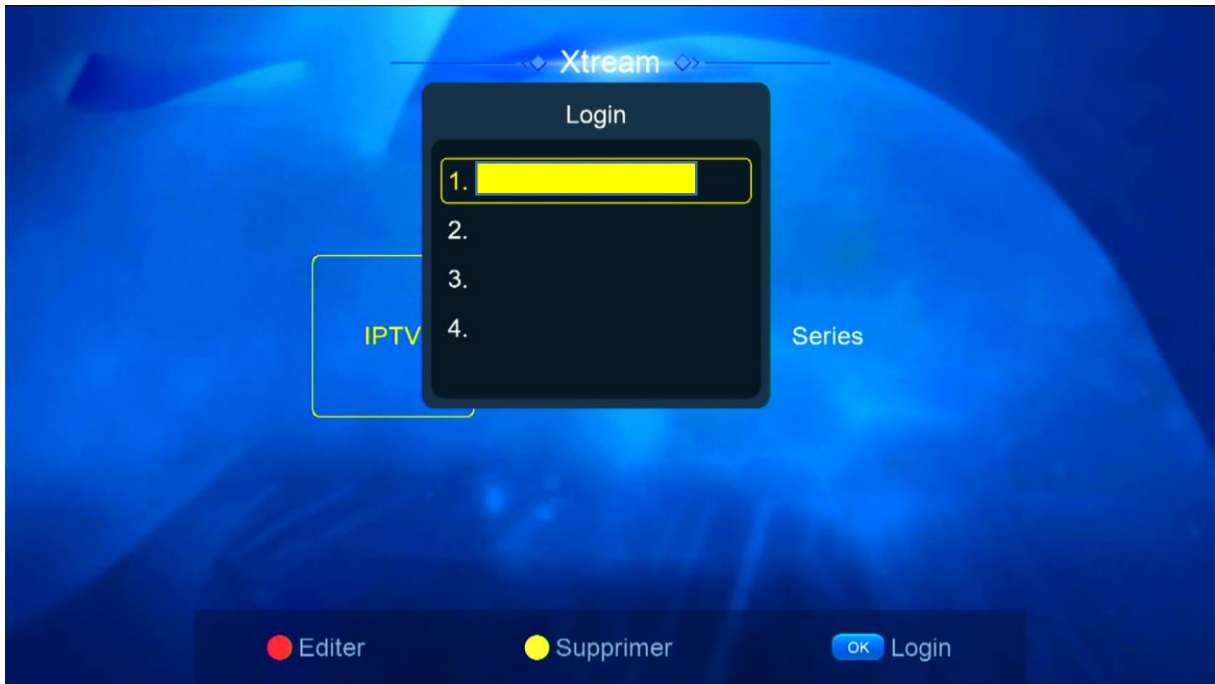 Xtream
Login
1.
2.
3.
4.
IPTV
Series
Editer
Supprimer
OK Login